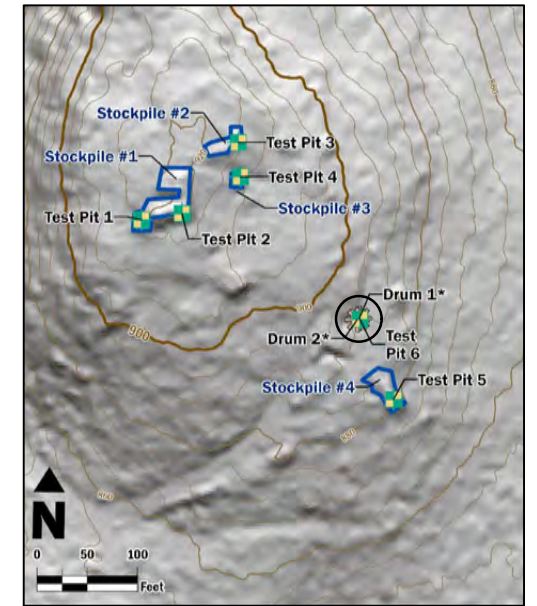 Stockpile #2
Test Pit 3
Stockpile #1
Test Pit 4
Stockpile #3
Test Pit 1
Test Pit 2
900
Drum 1*
Drum 2*
Test
Pit 6
Stockpile #4
Test Pit 5
N
0 50 100
Feet